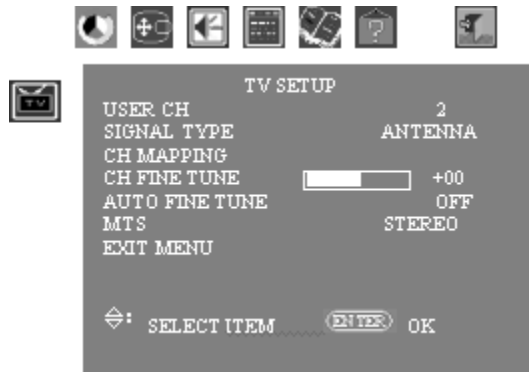 TV
TV SETUP
USER CH 2
SIGNAL TYPE ANTENNA
CH MAPPING
CH FINE TUNE +00
AUTO FINE TUNE OFF
MTS STEREO
EXIT MENU
: SELECT ITEM ENTER OK